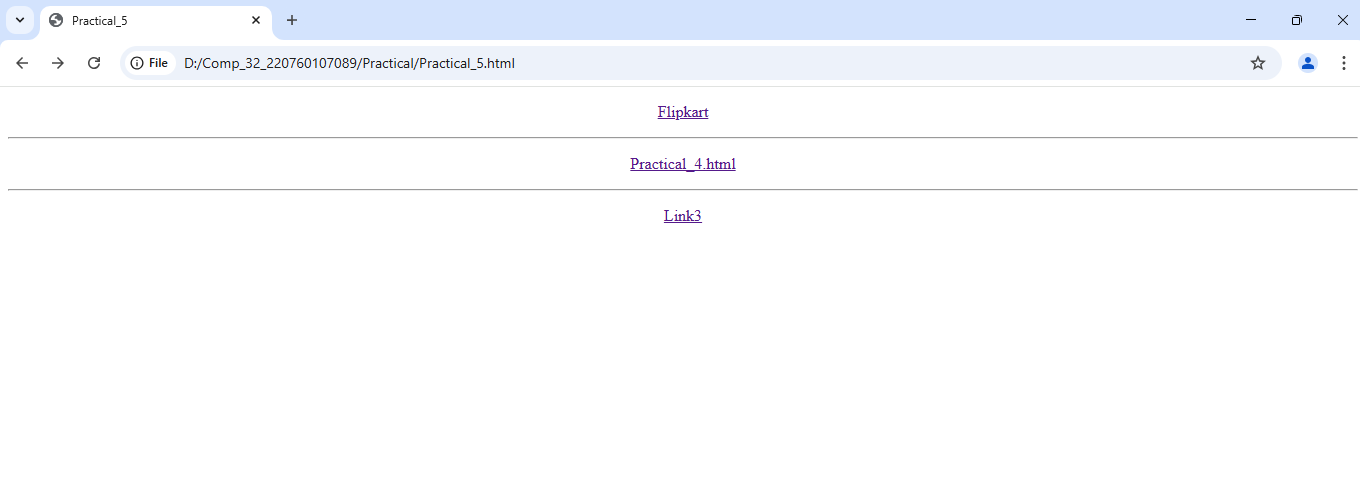 Practical_5
File D:/Comp_32_220760107089/Practical/Practical_5.html
Flipkart
Practical_4.html
Link3